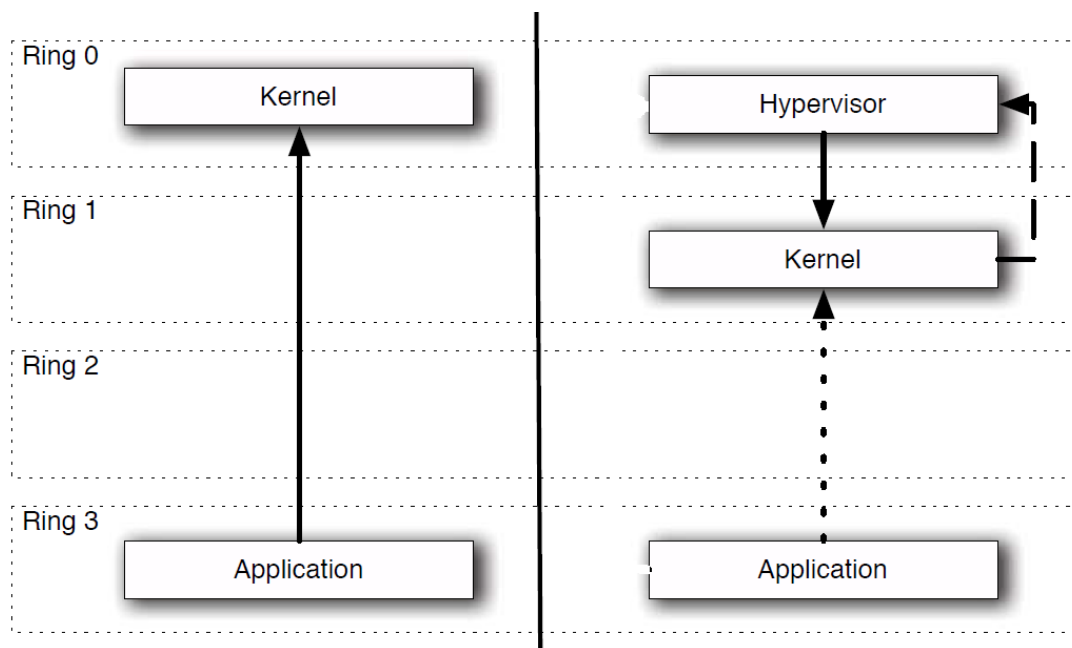 Ring 0
Kernel
Hypervisor
Ring 1
Kernel
Ring 2
Ring 3
Application
Application